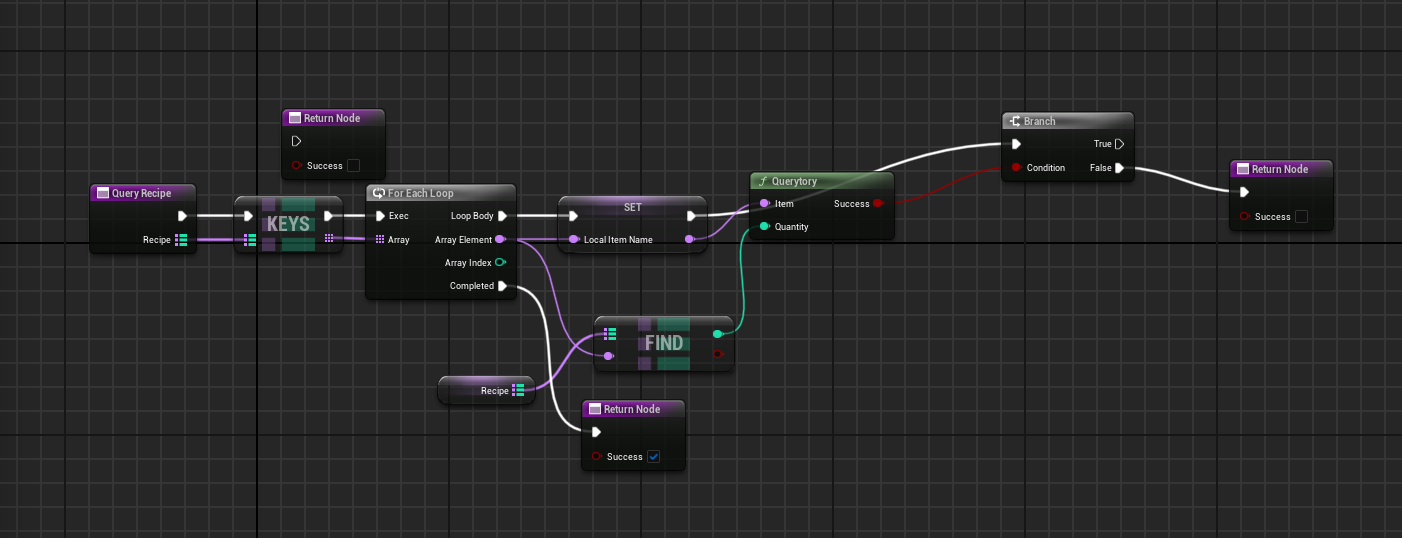 Return Node
Success
Query Recipe
Recipe
KEYS
For Each Loop
Exec
Loop Body
Array
Array Element
Array Index
Completed
SET
Local Item Name
Querytory
Item
Success
Quantity
Branch
True
Condition
False
Return Node
Success
FIND
Recipe
Return Node
Success